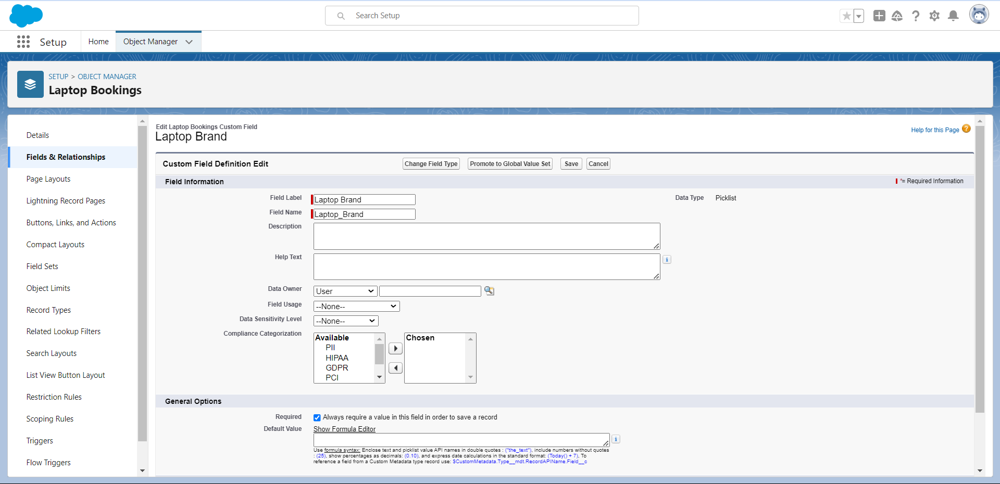 Search Setup
Setup
Home
Object Manager
SETUP > OBJECT MANAGER
Laptop Bookings
Details
Fields & Relationships
Page Layouts
Lightning Record Pages
Buttons, Links, and Actions
Compact Layouts
Field Sets
Object Limits
Record Types
Related Lookup Filters
Search Layouts
List View Button Layout
Restriction Rules
Scoping Rules
Triggers
Flow Triggers
Edit Laptop Bookings Custom Field
Laptop Brand
Help for this Page ?
Custom Field Definition Edit
Change Field Type
Promote to Global Value Set
Save
Cancel
Field Information
*= Required Information
Field Label Laptop Brand
Data Type Picklist
Field Name Laptop_Brand
Description
Help Text
i
Data Owner User
Field Usage --None--
Data Sensitivity Level --None--
Compliance Categorization
Available
PII
HIPAA
GDPR
PCI
Chosen
General Options
Required Always require a value in this field in order to save a record
Default Value Show Formula Editor
i
Use formula syntax: Enclose text and picklist value API names in double quotes : ("the_text"), include numbers without quotes
: (25), show percentages as decimals: (0.10), and express date calculations in the standard format: (Today() + 7). To
reference a field from a Custom Metadata type record use: $CustomMetadata.Type__mdt.RecordAPIName.Field__c